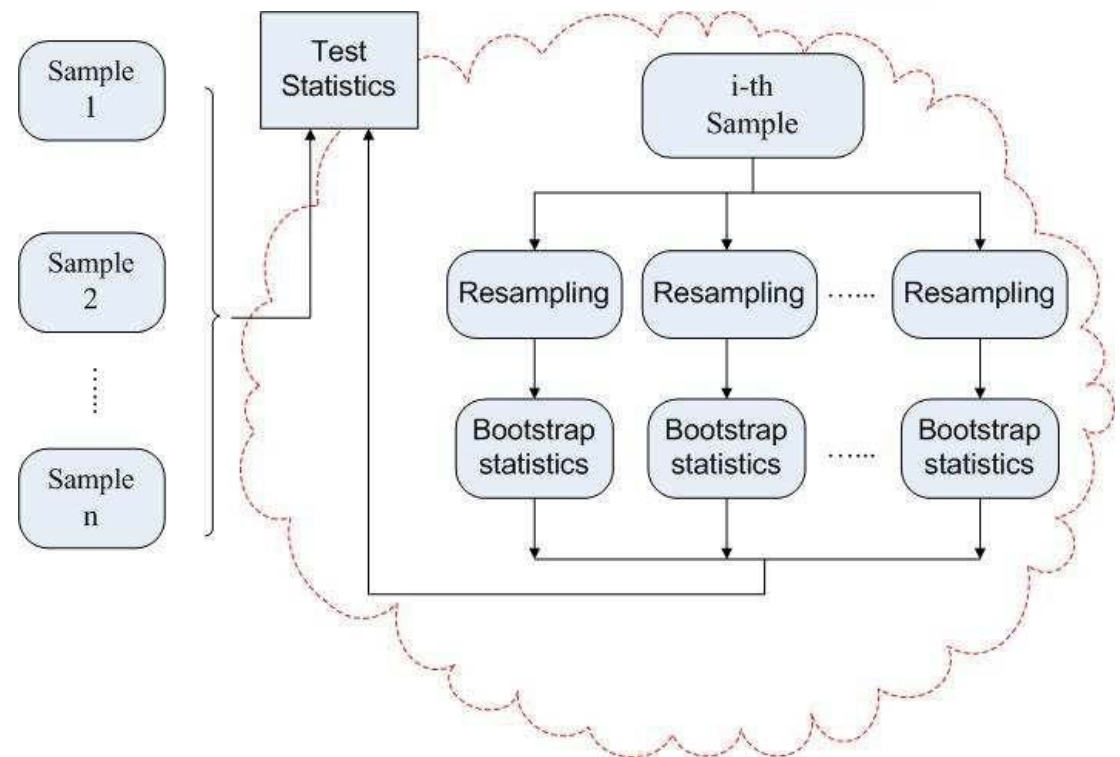 Sample
1
Sample
2
......
Sample
n
Test
Statistics
i-th
Sample
Resampling
Resampling
......
Resampling
Bootstrap
statistics
Bootstrap
statistics
......
Bootstrap
statistics